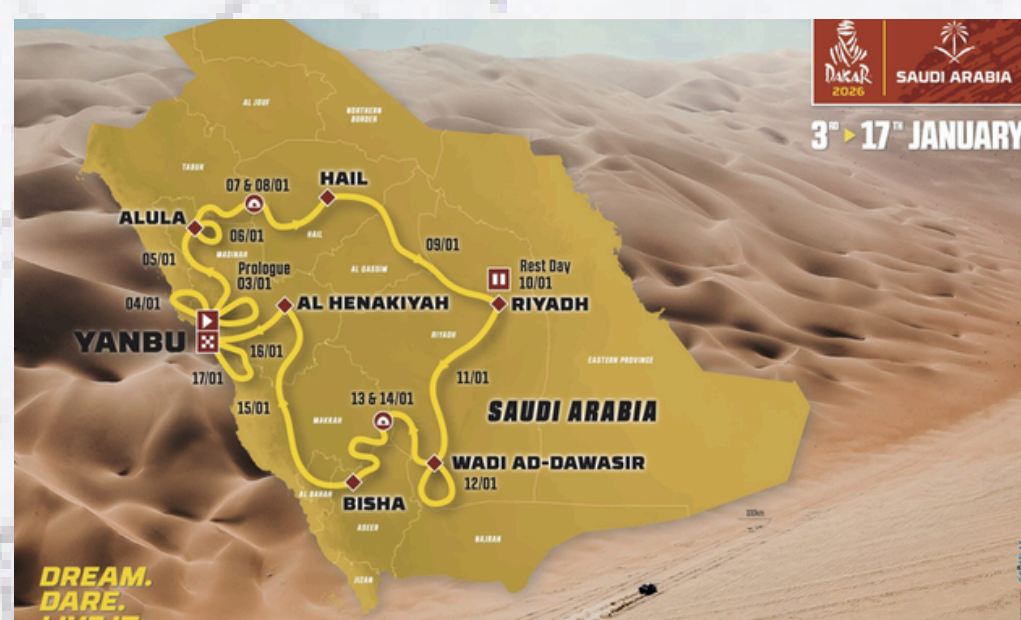 DAKAR
2026
SAUDI ARABIA
3RD 17TH JANUARY
AL JOUF
NORTHERN
BORDER
TABUK
07 & 08/01
HAIL
ALULA
06/01
HAIL
MADINAH
05/01
09/01
AL QASSIM
Prologue
03/01
Rest Day
10/01
04/01
AL HENAKIYAH
RIYADH
YANBU
16/01
RIYADH
EASTERN PROVINCE
17/01
11/01
15/01
13 & 14/01
SAUDI ARABIA
MAKKAH
WADI AD-DAWASIR
12/01
AL BAHAH
BISHA
ASEER
NAJRAN
JIZAN
DREAM.
DARE.